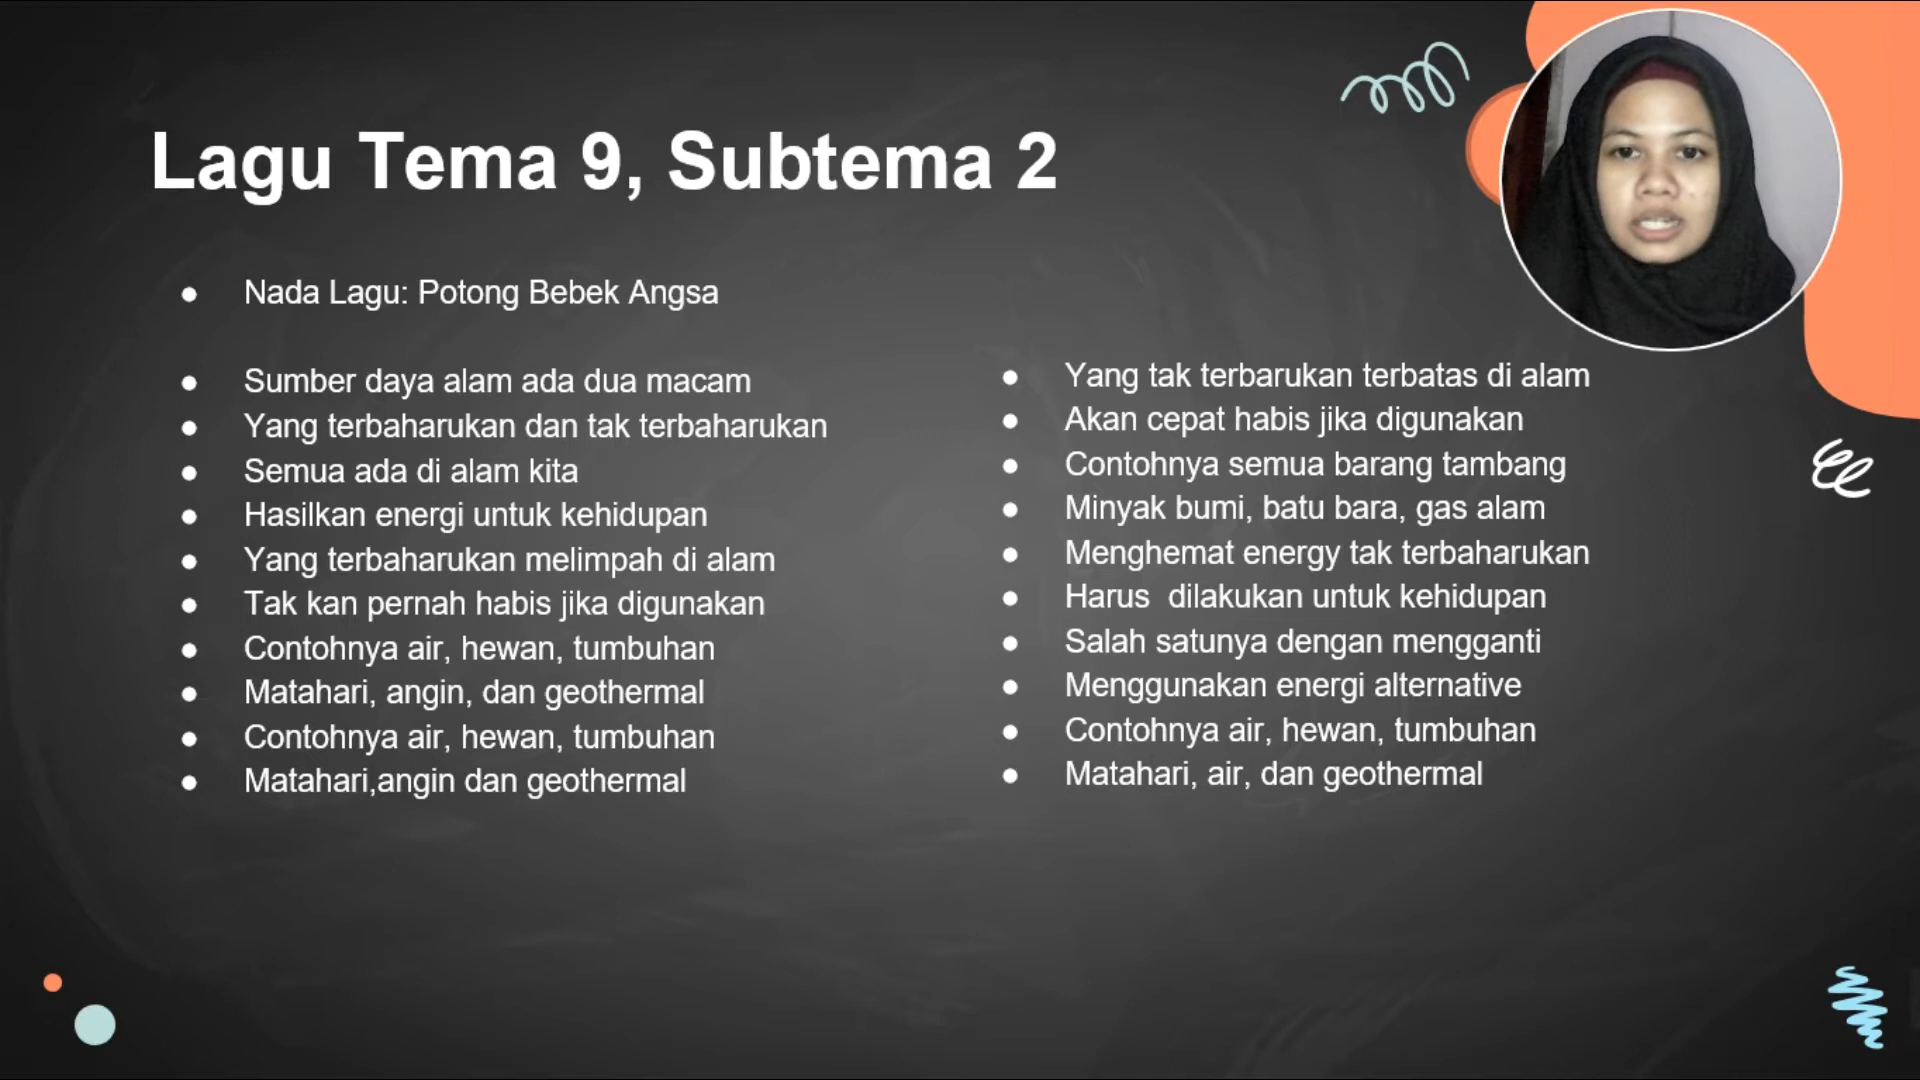 Lagu Tema 9, Subtema 2
Nada Lagu: Potong Bebek Angsa
Sumber daya alam ada dua macam
Yang terbaharukan dan tak terbaharukan
Semua ada di alam kita
Hasilkan energi untuk kehidupan
Yang terbaharukan melimpah di alam
Tak kan pernah habis jika digunakan
Contohnya air, hewan, tumbuhan
Matahari, angin, dan geothermal
Contohnya air, hewan, tumbuhan
Matahari,angin dan geothermal
Yang tak terbarukan terbatas di alam
Akan cepat habis jika digunakan
Contohnya semua barang tambang
Minyak bumi, batu bara, gas alam
Menghemat energy tak terbaharukan
Harus  dilakukan untuk kehidupan
Salah satunya dengan mengganti
Menggunakan energi alternative
Contohnya air, hewan, tumbuhan
Matahari, air, dan geothermal